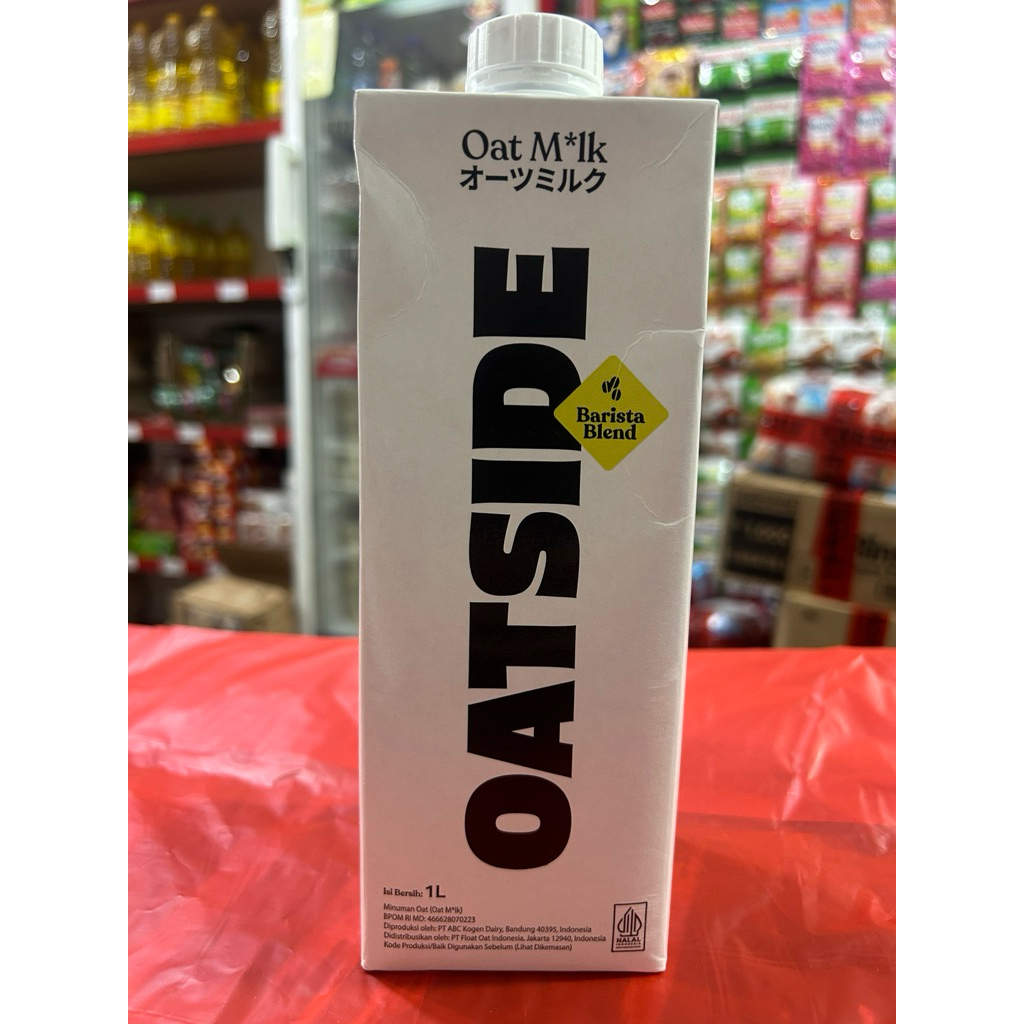 Oat M*lk
オーツミルク
OATSIDE
Barista
Blend
Isi Bersih: 1L
Minuman Oat (Oat M*lk)
BPOM RI MD: 466628070223
Diproduksi oleh: PT ABC Kogen Dairy, Bandung 40395, Indonesia
Didistribusikan oleh: PT Float Oat Indonesia, Jakarta 12940, Indonesia
Kode Produksi/Baik Digunakan Sebelum (Lihat Dikemasan)
HALAL
INDONESIA